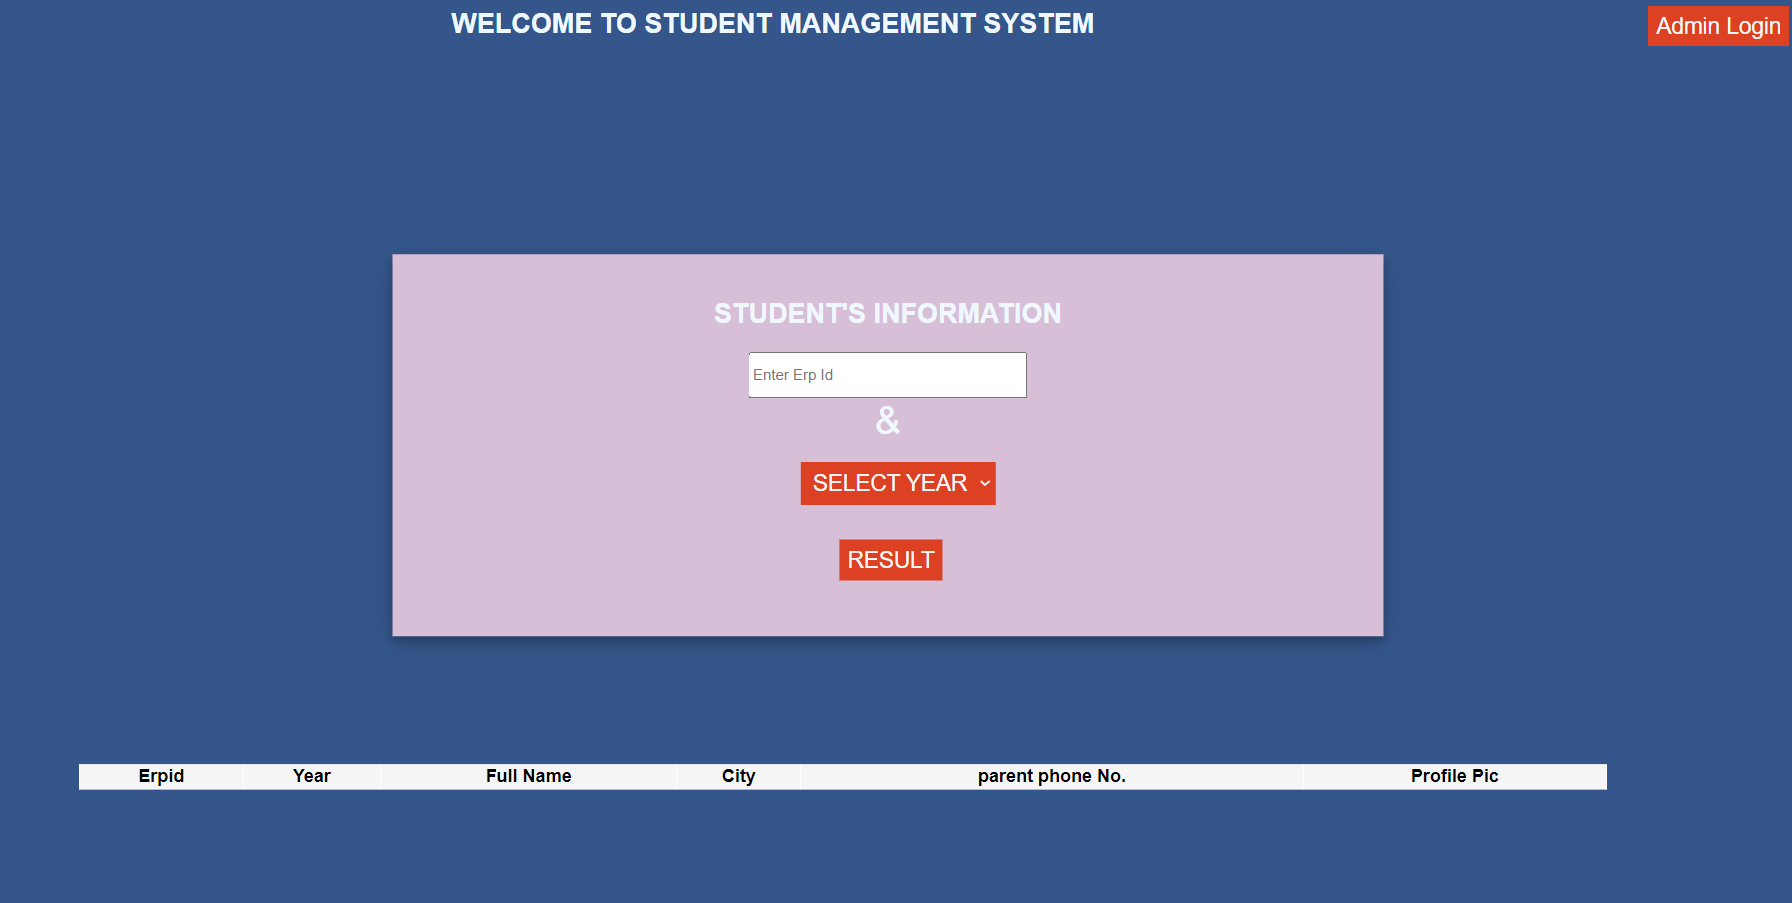 WELCOME TO STUDENT MANAGEMENT SYSTEM
Admin Login
STUDENT'S INFORMATION
Enter Erp Id
&
SELECT YEAR
RESULT
Erpid Year Full Name City parent phone No. Profile Pic